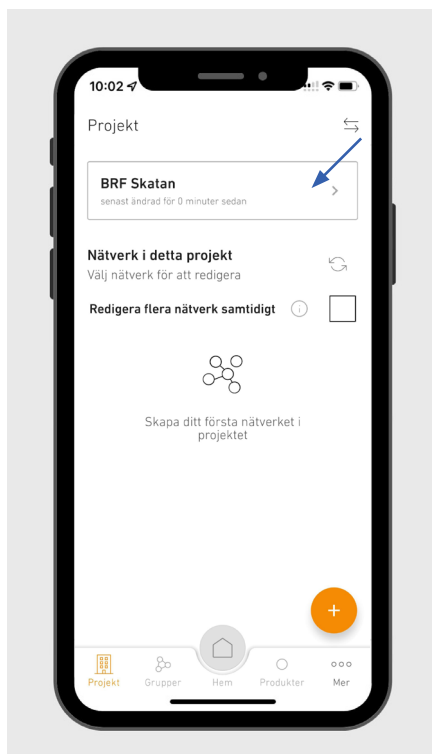 10:02
Projekt
BRF Skatan
senast ändrad för 0 minuter sedan
Nätverk i detta projekt
Välj nätverk för att redigera
Redigera flera nätverk samtidigt
Skapa ditt första nätverket i
projektet
Projekt Grupper Hem Produkter Mer